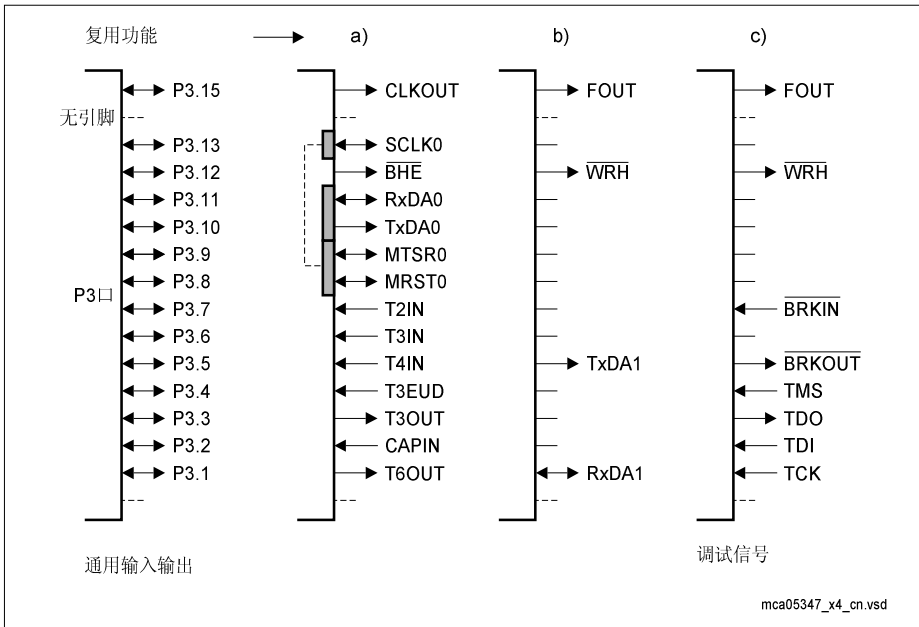 复用功能 a) b) c)
P3.15 CLKOUT FOUT FOUT
无引脚
P3.13 SCLK0
P3.12 BHE WRH WRH
P3.11 RxDA0
P3.10 TxDA0
P3.9 MTSR0
P3.8 MRST0
P3口
P3.7 T2IN BRKIN
P3.6 T3IN
P3.5 T4IN TxDA1 BRKOUT
P3.4 T3EUD TMS
P3.3 T3OUT TDO
P3.2 CAPIN TDI
P3.1 T6OUT RxDA1 TCK
通用输入输出 调试信号
mca05347_x4_cn.vsd